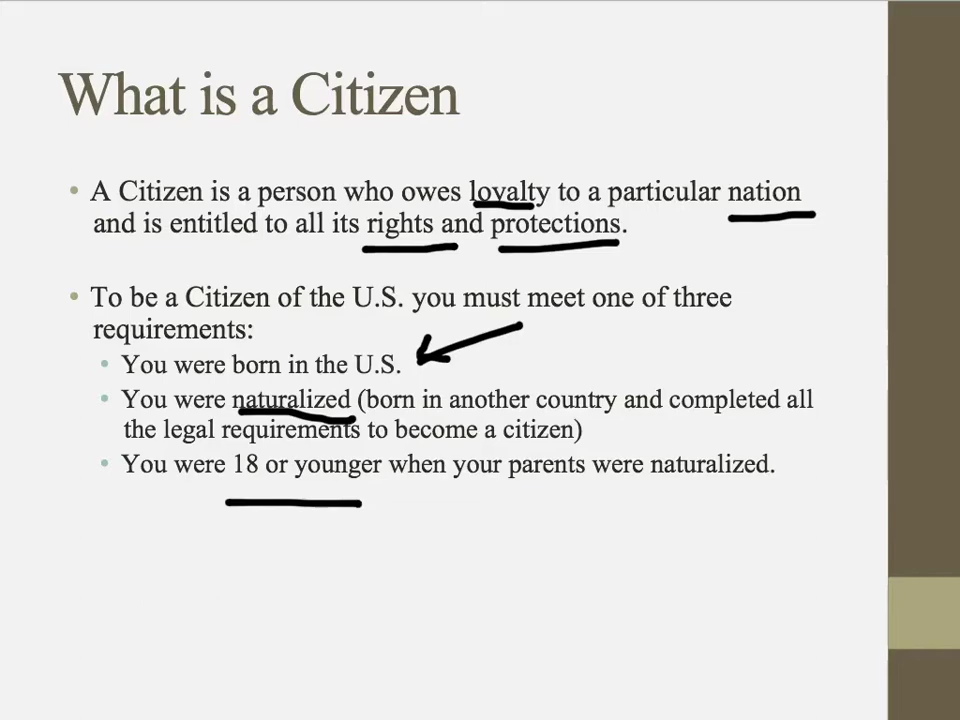 What is a Citizen
• A Citizen is a person who owes loyalty to a particular nation
and is entitled to all its rights and protections.
• To be a Citizen of the U.S. you must meet one of three
requirements:
• You were born in the U.S.
• You were naturalized (born in another country and completed all
the legal requirements to become a citizen)
• You were 18 or younger when your parents were naturalized.